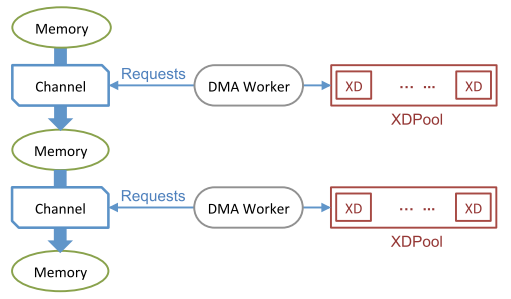 Memory
Requests
Channel
DMA Worker
XD
... ...
XD
XDPool
Memory
Requests
Channel
DMA Worker
XD
... ...
XD
XDPool
Memory